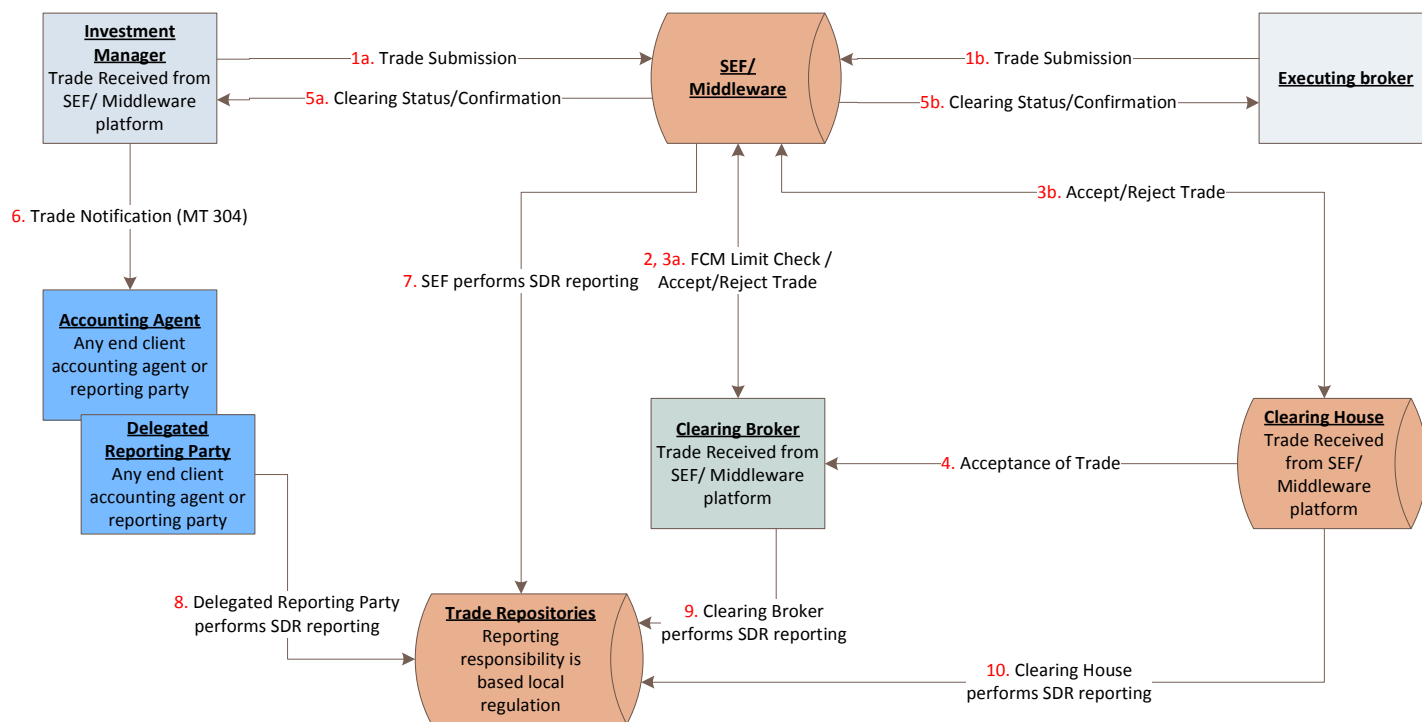 Investment
Manager
Trade Received from
SEF/ Middleware
platform
1a. Trade Submission
5a. Clearing Status/Confirmation
SEF/
Middleware
1b. Trade Submission
5b. Clearing Status/Confirmation
Executing broker
6. Trade Notification (MT 304)
3b. Accept/Reject Trade
2, 3a. FCM Limit Check /
Accept/Reject Trade
7. SEF performs SDR reporting
Accounting Agent
Any end client
accounting agent or
reporting party
Delegated
Reporting Party
Any end client
accounting agent or
reporting party
Clearing Broker
Trade Received from
SEF/ Middleware
platform
4. Acceptance of Trade
Clearing House
Trade Received
from SEF/
Middleware
platform
8. Delegated Reporting Party
performs SDR reporting
Trade Repositories
Reporting
responsibility is
based local
regulation
9. Clearing Broker
performs SDR reporting
10. Clearing House
performs SDR reporting